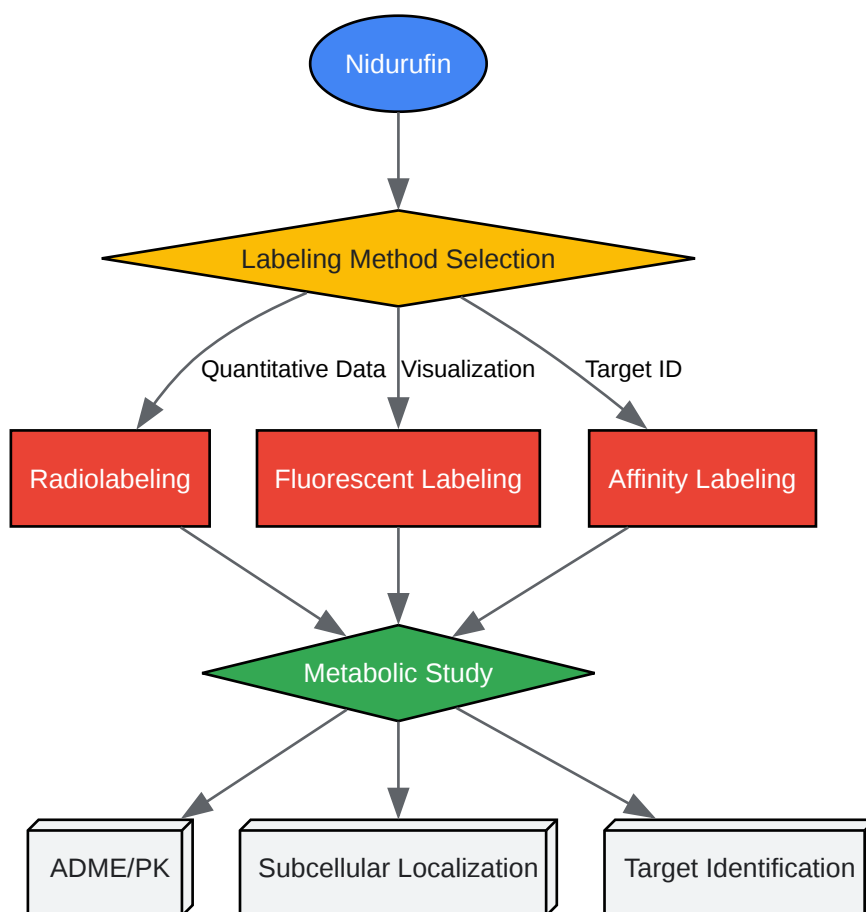 Nidurufin
Labeling Method Selection
Quantitative Data
Visualization
Target ID
Radiolabeling
Fluorescent Labeling
Affinity Labeling
Metabolic Study
ADME/PK
Subcellular Localization
Target Identification